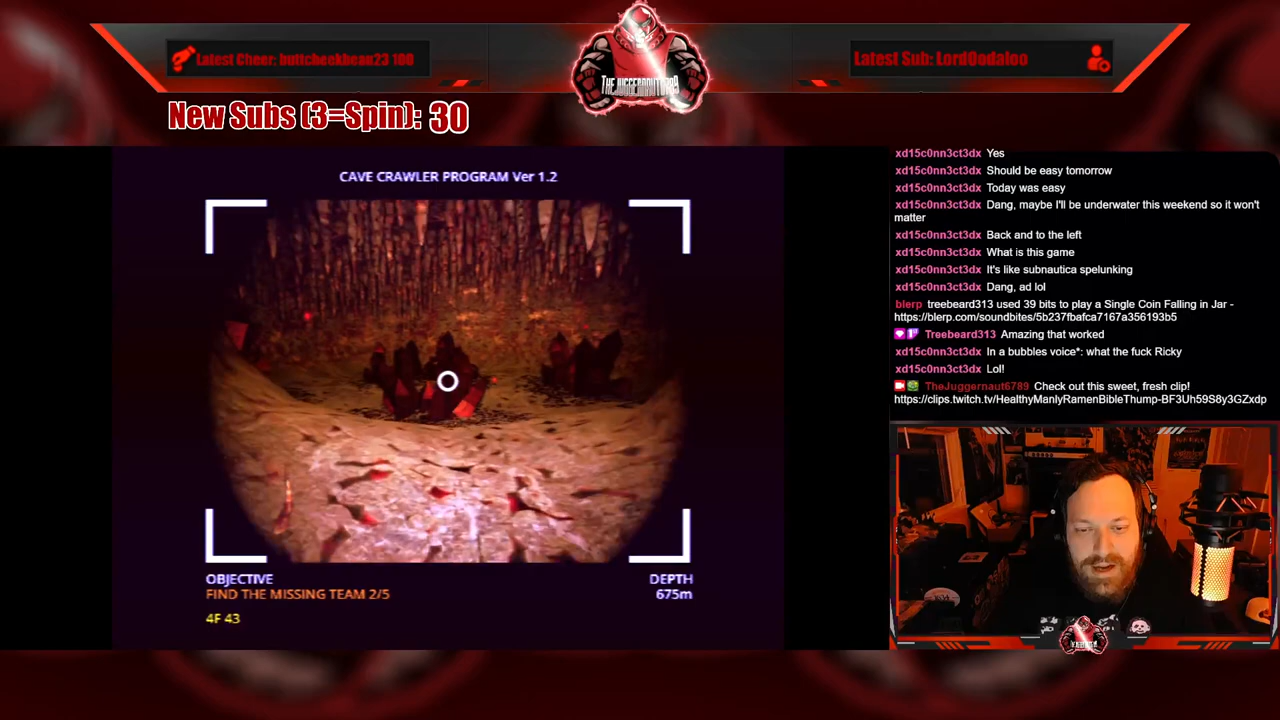 Latest Cheer: buttcheekbeau23 100
THEJUGGERNAUT6789
Latest Sub: LordOodaloo
New Subs (3=Spin): 30
CAVE CRAWLER PROGRAM Ver 1.2
OBJECTIVE
FIND THE MISSING TEAM 2/5
4F 43
DEPTH
675m
xd15c0nn3ct3dx Yes
xd15c0nn3ct3dx Should be easy tomorrow
xd15c0nn3ct3dx Today was easy
xd15c0nn3ct3dx Dang, maybe I'll be underwater this weekend so it won't
matter
xd15c0nn3ct3dx Back and to the left
xd15c0nn3ct3dx What is this game
xd15c0nn3ct3dx It's like subnautica spelunking
xd15c0nn3ct3dx Dang, ad lol
blerp treebeard313 used 39 bits to play a Single Coin Falling in Jar -
https://blerp.com/soundbites/5b237fbafca7167a356193b5
Treebeard313 Amazing that worked
xd15c0nn3ct3dx In a bubbles voice*: what the fuck Ricky
xd15c0nn3ct3dx Lol!
TheJuggernaut6789 Check out this sweet, fresh clip!
https://clips.twitch.tv/HealthyManlyRamenBibleThump-BF3Uh59S8y3GZxdp